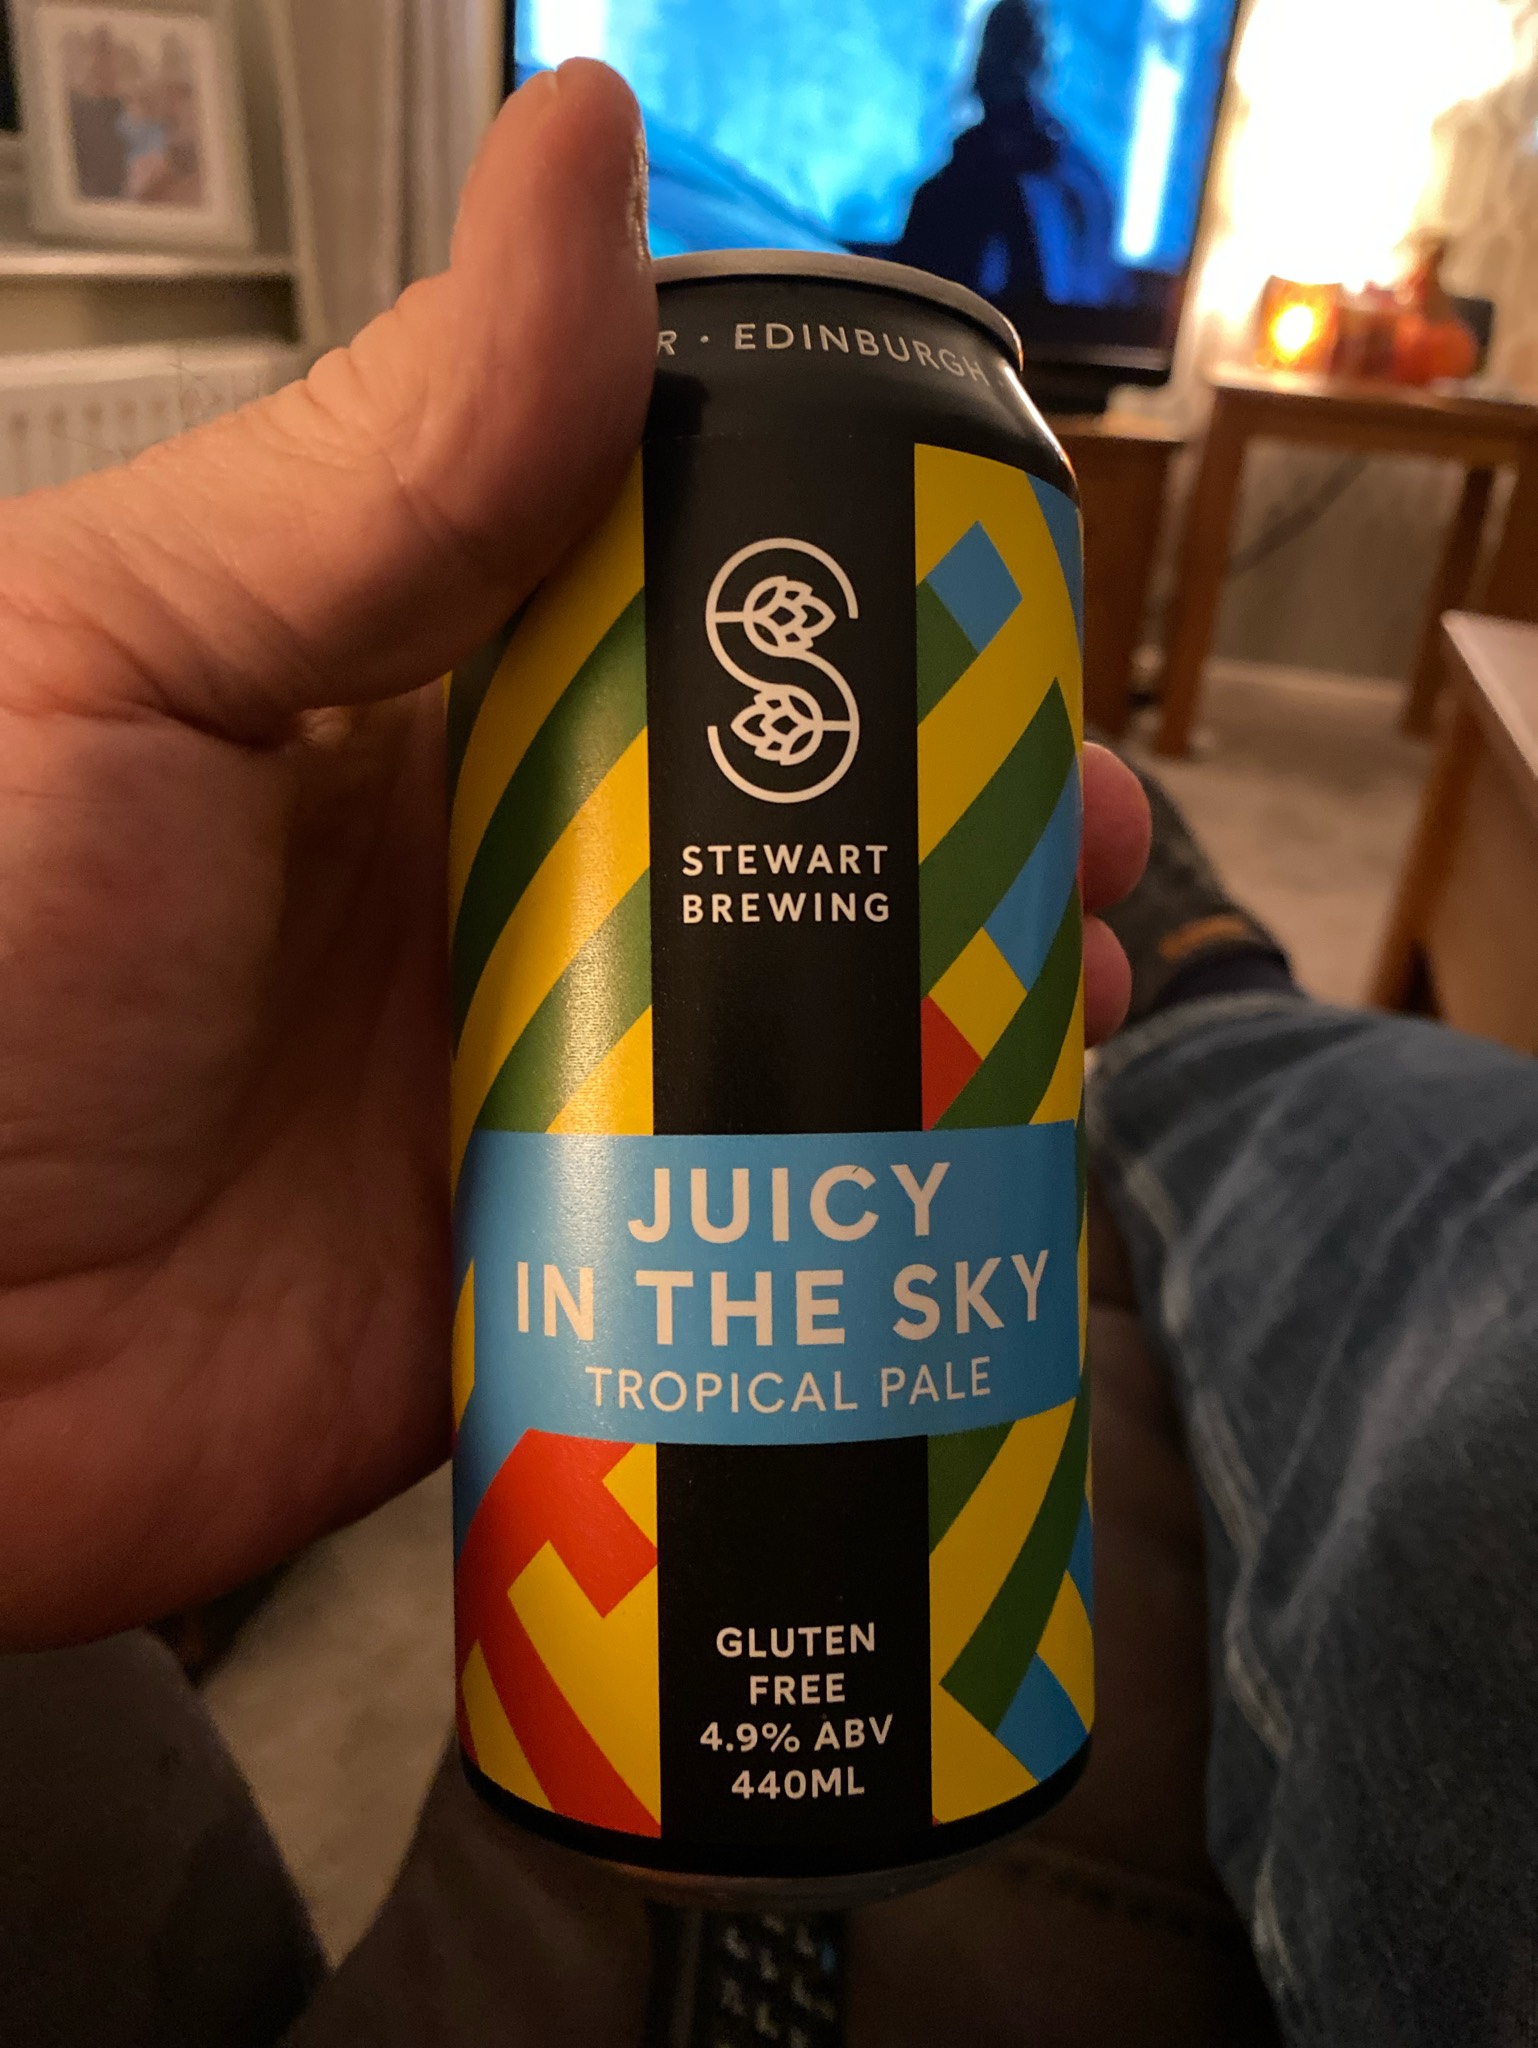 · EDINBURGH ·
STEWART
BREWING
JUICY
IN THE SKY
TROPICAL PALE
GLUTEN
FREE
4.9% ABV
440ML